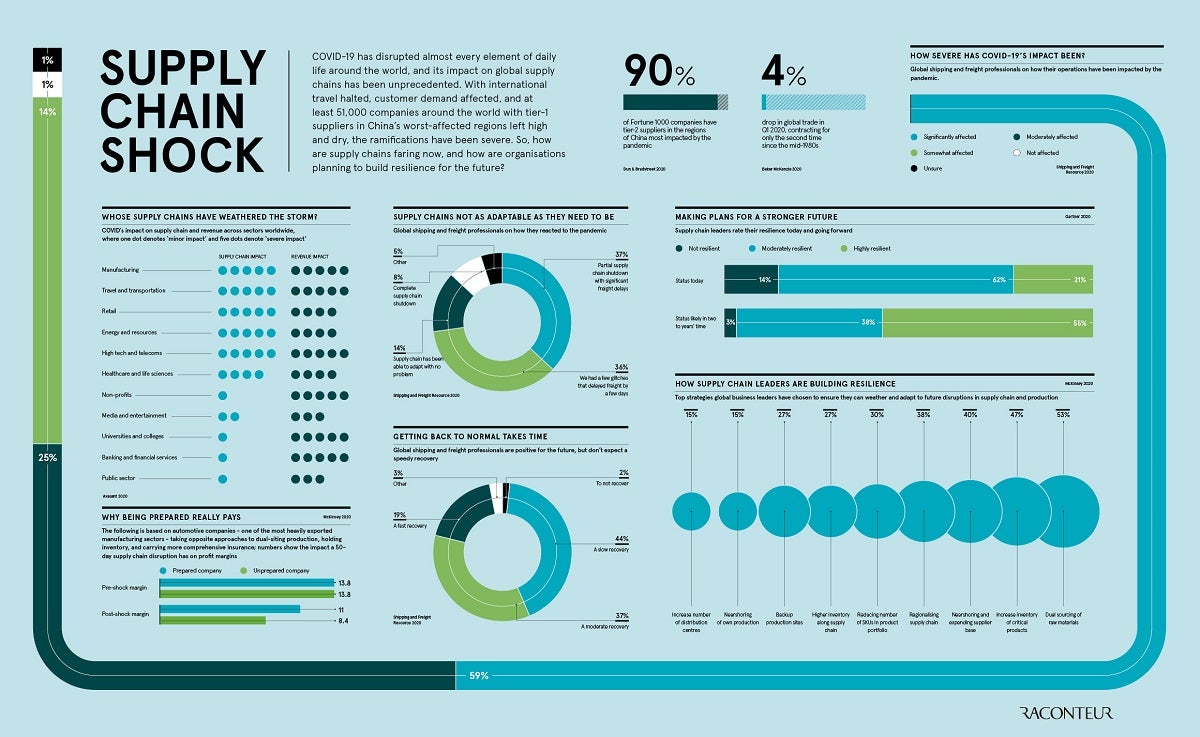 SUPPLY
CHAIN
SHOCK
COVID-19 has disrupted almost every element of daily
life around the world, and its impact on global supply
chains has been unprecedented. With international
travel halted, customer demand affected, and at
least 51,000 companies around the world with tier-1
suppliers in China's worst-affected regions left high
and dry, the ramifications have been severe. So, how
are supply chains faring now, and how are organisations
planning to build resilience for the future?
90%
of Fortune 1000 companies have
tier-2 suppliers in the regions
of China most impacted by the
pandemic
Dun & Bradstreet 2020
4%
drop in global trade in
Q1 2020, contracting for
only the second time
since the mid-1980s
Baker McKenzie 2020
HOW SEVERE HAS COVID-19'S IMPACT BEEN?
Global shipping and freight professionals on how their operations have been impacted by the
pandemic.
Significantly affected
Moderately affected
Somewhat affected
Not affected
Unsure
Shipping and Freight
Resource 2020
1%
1%
14%
25%
59%
WHOSE SUPPLY CHAINS HAVE WEATHERED THE STORM?
COVID's impact on supply chain and revenue across sectors worldwide,
where one dot denotes 'minor impact' and five dots denote 'severe impact'
SUPPLY CHAIN IMPACT
REVENUE IMPACT
Manufacturing
Travel and transportation
Retail
Energy and resources
High tech and telecoms
Healthcare and life sciences
Non-profits
Media and entertainment
Universities and colleges
Banking and financial services
Public sector
Avasant 2020
WHY BEING PREPARED REALLY PAYS
McKinsey 2020
The following is based on automotive companies - one of the most heavily exported
manufacturing sectors - taking opposite approaches to dual-siting production, holding
inventory, and carrying more comprehensive insurance; numbers show the impact a 50-
day supply chain disruption has on profit margins
Prepared company
Unprepared company
Pre-shock margin
13.8
13.8
Post-shock margin
11
8.4
SUPPLY CHAINS NOT AS ADAPTABLE AS THEY NEED TO BE
Global shipping and freight professionals on how they reacted to the pandemic
5%
Other
8%
Complete
supply chain
shutdown
14%
Supply chain has been
able to adapt with no
problem
37%
Partial supply
chain shutdown
with significant
freight delays
36%
We had a few glitches
that delayed freight by
a few days
Shipping and Freight Resource 2020
GETTING BACK TO NORMAL TAKES TIME
Global shipping and freight professionals are positive for the future, but don't expect a
speedy recovery
3%
Other
2%
To not recover
19%
A fast recovery
44%
A slow recovery
37%
A moderate recovery
Shipping and Freight
Resource 2020
MAKING PLANS FOR A STRONGER FUTURE
Gartner 2020
Supply chain leaders rate their resilience today and going forward
Not resilient
Moderately resilient
Highly resilient
Status today
14%
62%
21%
Status likely in two
to years' time
3%
38%
55%
HOW SUPPLY CHAIN LEADERS ARE BUILDING RESILIENCE
McKinsey 2020
Top strategies global business leaders have chosen to ensure they can weather and adapt to future disruptions in supply chain and production
15%
15%
27%
27%
30%
38%
40%
47%
53%
Increase number
of distribution
centres
Nearshoring
of own production
Backup
production sites
Higher inventory
along supply
chain
Reducing number
of SKUs in product
portfolio
Regionalising
supply chain
Nearshoring and
expanding supplier
base
Increase inventory
of critical
products
Dual sourcing of
raw materials
RACONTEUR